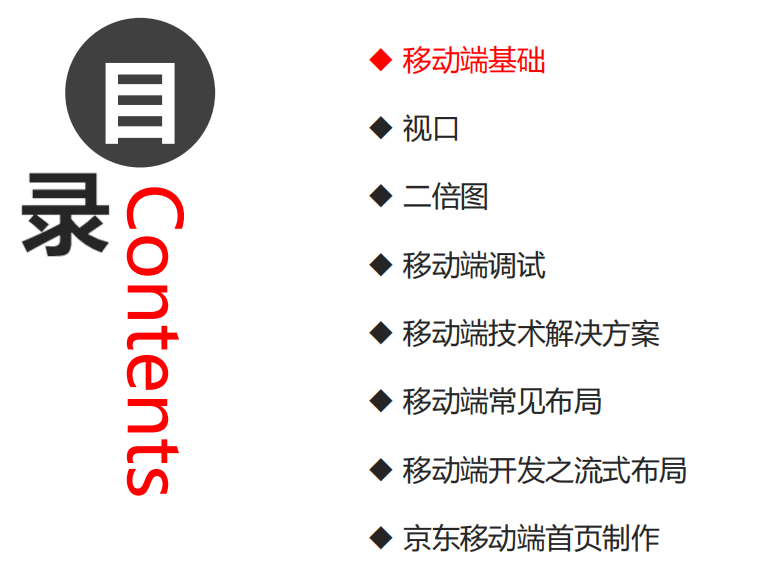 目录
Contents
移动端基础
视口
二倍图
移动端调试
移动端技术解决方案
移动端常见布局
移动端开发之流式布局
京东移动端首页制作